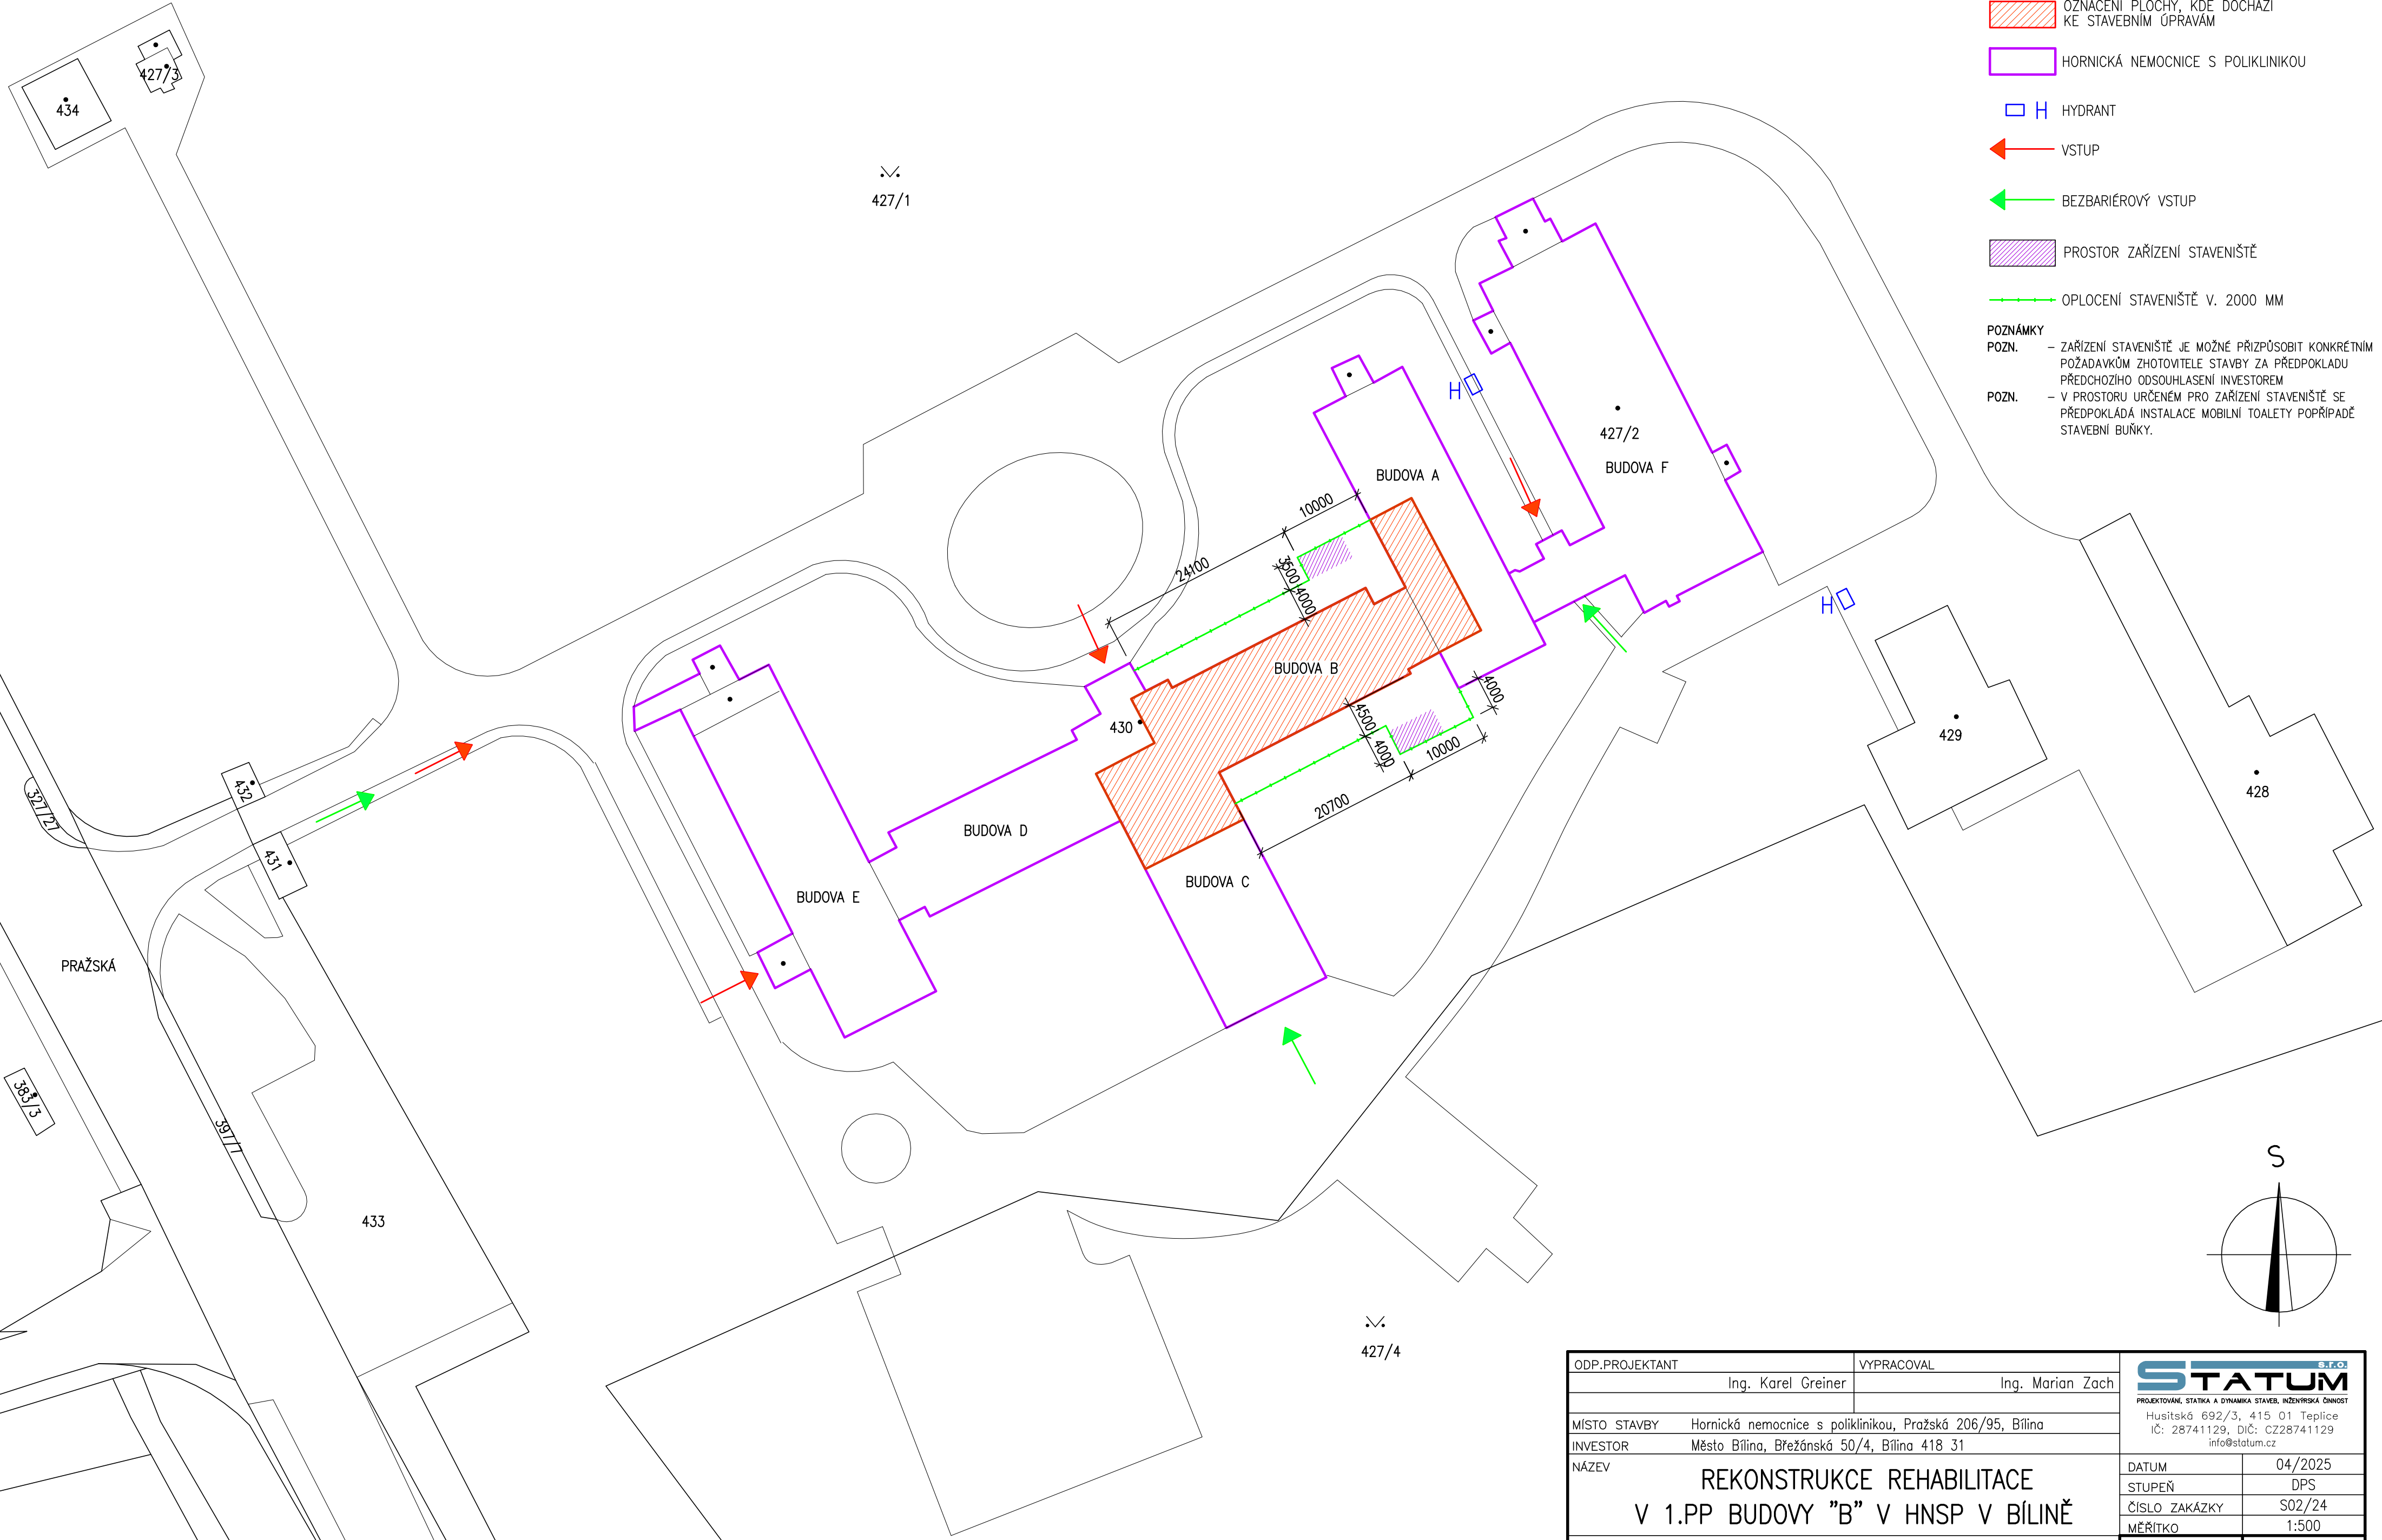 OZNAČENÍ PLOCHY, KDE DOCHÁZÍ
KE STAVEBNÍM ÚPRAVÁM
HORNICKÁ NEMOCNICE S POLIKLINIKOU
H HYDRANT
VSTUP
BEZBARIÉROVÝ VSTUP
PROSTOR ZAŘÍZENÍ STAVENIŠTĚ
OPLOCENÍ STAVENIŠTĚ V. 2000 MM
POZNÁMKY
POZN. – ZAŘÍZENÍ STAVENIŠTĚ JE MOŽNÉ PŘIZPŮSOBIT KONKRÉTNÍM
POŽADAVKŮM ZHOTOVITELE STAVBY ZA PŘEDPOKLADU
PŘEDCHOZÍHO ODSOUHLASENÍ INVESTOREM
POZN. – V PROSTORU URČENÉM PRO ZAŘÍZENÍ STAVENIŠTĚ SE
PŘEDPOKLÁDÁ INSTALACE MOBILNÍ TOALETY POPŘÍPADĚ
STAVEBNÍ BUŇKY.
427/3
434
427/1
H
427/2
BUDOVA F
BUDOVA A
10000
24100
3500
4000
H
BUDOVA B
430
4000
4500
4000
10000
20700
429
428
432
327/27
431
BUDOVA D
BUDOVA E
BUDOVA C
PRAŽSKÁ
383/3
397/7
433
427/4
S
ODP.PROJEKTANT
VYPRACOVAL
Ing. Karel Greiner
Ing. Marian Zach
MÍSTO STAVBY Hornická nemocnice s poliklinikou, Pražská 206/95, Bílina
INVESTOR Město Bílina, Břežánská 50/4, Bílina 418 31
NÁZEV
REKONSTRUKCE REHABILITACE
V 1.PP BUDOVY "B" V HNSP V BÍLINĚ
s.r.o.
STATUM
PROJEKTOVÁNÍ, STATIKA A DYNAMIKA STAVEB, INŽENÝRSKÁ ČINNOST
Husitská 692/3, 415 01 Teplice
IČ: 28741129, DIČ: CZ28741129
info@statum.cz
DATUM 04/2025
STUPEŇ DPS
ČÍSLO ZAKÁZKY S02/24
MĚŘÍTKO 1:500